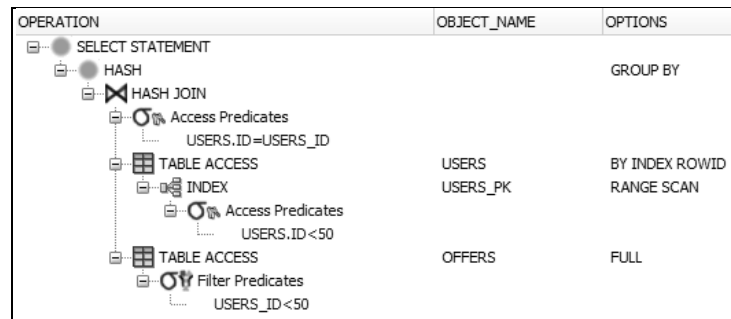 OPERATION OBJECT_NAME OPTIONS
SELECT STATEMENT
HASH GROUP BY
HASH JOIN
Access Predicates
USERS.ID=USERS_ID
TABLE ACCESS USERS BY INDEX ROWID
INDEX USERS_PK RANGE SCAN
Access Predicates
USERS.ID<50
TABLE ACCESS OFFERS FULL
Filter Predicates
USERS_ID<50